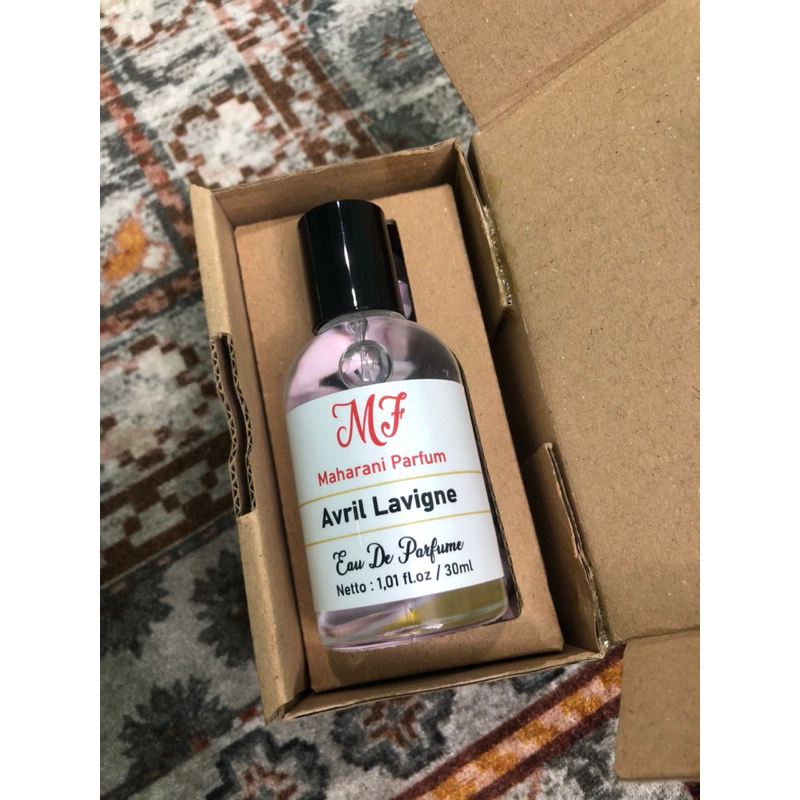 MF
Maharani Parfum
Avril Lavigne
Eau De Parfume
Netto : 1,01 fl.oz / 30ml